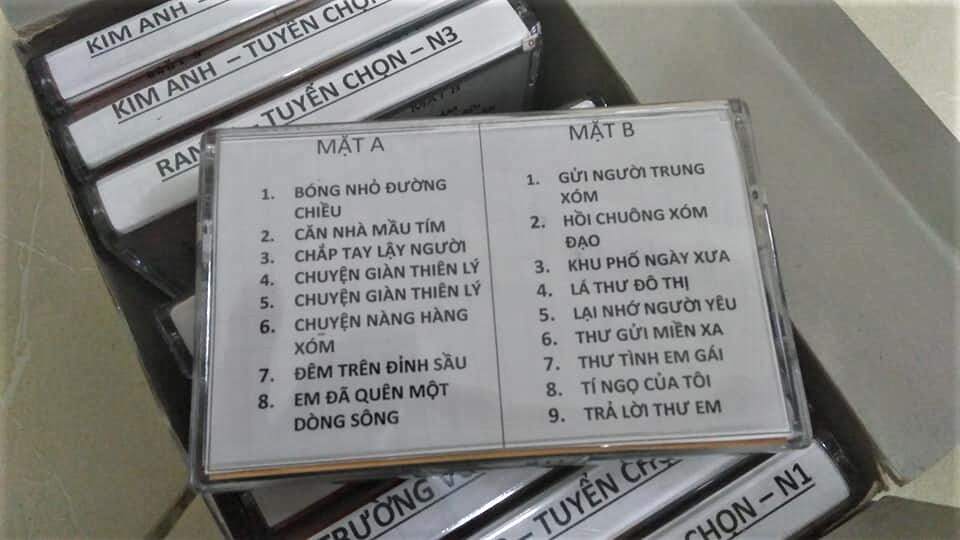 KIM ANH – TUYỂN CHỌN
KIM ANH – TUYỂN CHỌN
TUYỂN CHỌN – N3
MẶT A
1. BÓNG NHỎ ĐƯỜNG
CHIỀU
2. CĂN NHÀ MẦU TÍM
3. CHẮP TAY LẬY NGƯỜI
4. CHUYỆN GIÀN THIÊN LÝ
5. CHUYỆN GIÀN THIÊN LÝ
6. CHUYỆN NÀNG HÀNG
XÓM
7. ĐÊM TRÊN ĐỈNH SẦU
8. EM ĐÃ QUÊN MỘT
DÒNG SÔNG
MẶT B
1. GỬI NGƯỜI TRUNG
XÓM
2. HỒI CHUÔNG XÓM
ĐẠO
3. KHU PHỐ NGÀY XƯA
4. LÁ THƯ ĐÔ THỊ
5. LẠI NHỚ NGƯỜI YÊU
6. THƯ GỬI MIỀN XA
7. THƯ TÌNH EM GÁI
8. TÍ NGỌ CỦA TÔI
9. TRẢ LỜI THƯ EM
TRƯỜNG
– TUYỂN CHỌN
CHỌN – N1